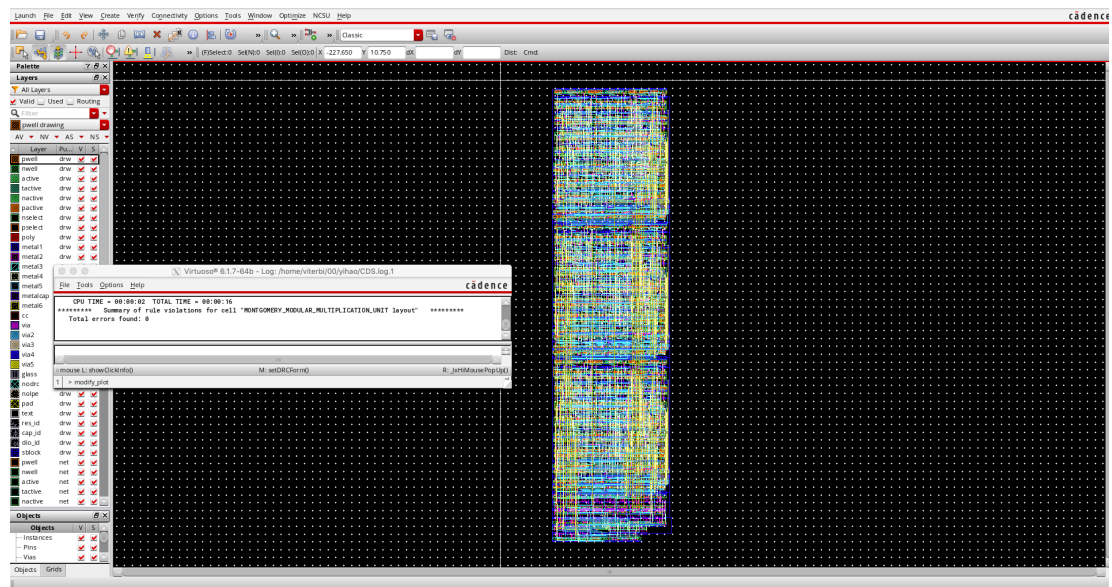 Launch File Edit View Create Verify Connectivity Options Tools Window Optimize NCSU Help
cādence
» » » Classic
» (F)Select:0 Sel(N):0 Sel(I):0 Sel(O):0 X -227.650 Y 10.750 dX dY Dist: Cmd:
Palette
Layers
All Layers
Valid Used Routing
Filter
pwell drawing
AV NV AS NS
Layer Pu... V S
pwell drw
nwell drw
active drw
tactive drw
nactive drw
pactive drw
nselect drw
pselect drw
poly drw
metal1 drw
metal2 drw
metal3
metal4
metal5
metalcap
metal6
cc
via
via2
via3
via4
via5
glass
nodrc
nolpe drw
pad drw
text drw
res_id drw
cap_id drw
dio_id drw
sblock drw
pwell net
nwell net
active net
tactive net
nactive net
Virtuoso® 6.1.7-64b - Log: /home/viterbi/00/yihao/CDS.log.1
File Tools Options Help
cādence
CPU TIME = 00:00:02 TOTAL TIME = 00:00:16
********* Summary of rule violations for cell "MONTGOMERY_MODULAR_MULTIPLICATION_UNIT layout" *********
Total errors found: 0
mouse L: showClickInfo() M: setDRCForm() R: _lxHiMousePopUp()
1 > modify_plot
Objects
Objects V S
Instances
Pins
Vias
Objects Grids